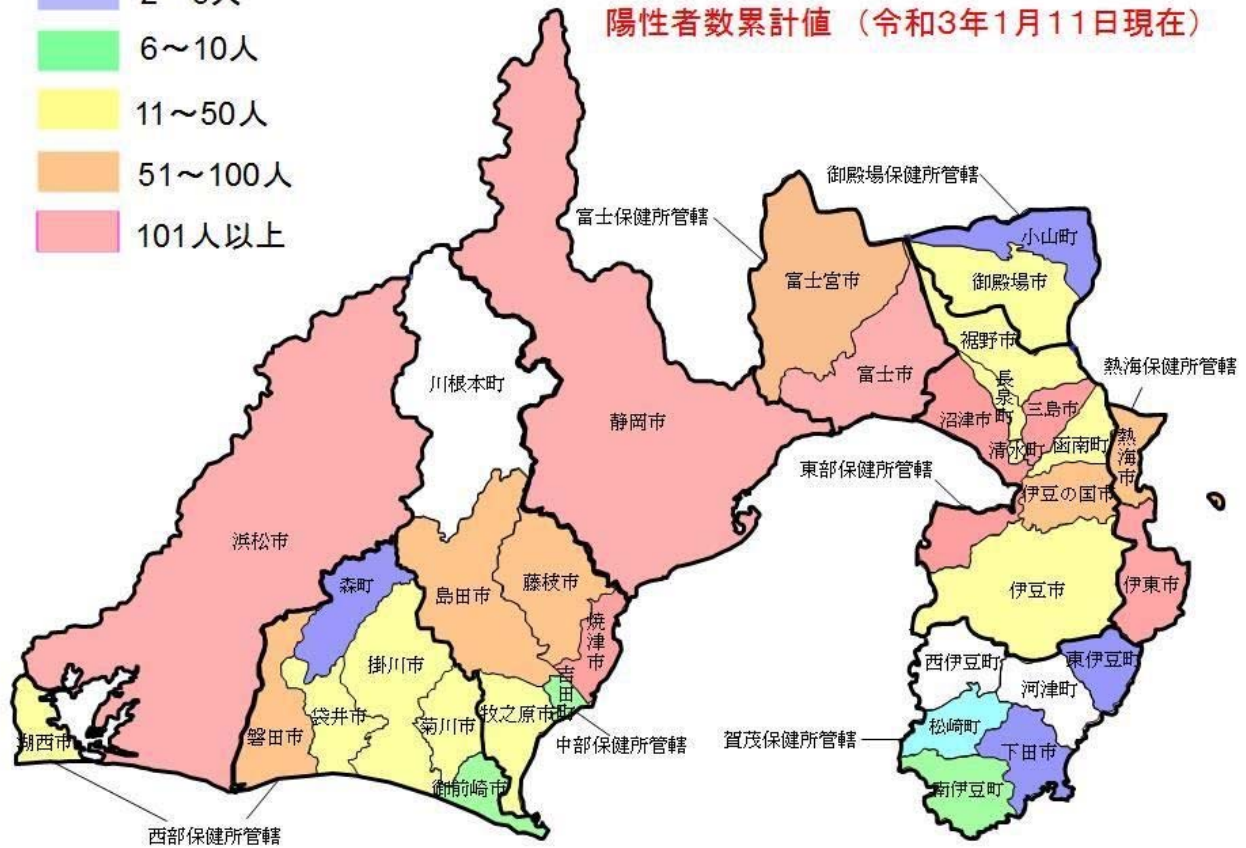 陽性者数累計値 （令和3年1月11日現在）
6～10人
11～50人
51～100人
101人以上
御殿場保健所管轄
富士保健所管轄
小山町
富士宮市
御殿場市
裾野市
熱海保健所管轄
川根本町
富士市
長泉町
三島市
沼津市
静岡市
清水町
函南町
熱海市
東部保健所管轄
伊豆の国市
浜松市
森町
島田市
藤枝市
伊豆市
伊東市
焼津市
掛川市
西伊豆町
東伊豆町
吉田町
河津町
袋井市
菊川市
牧之原市
松崎町
磐田市
湖西市
中部保健所管轄
賀茂保健所管轄
下田市
御前崎市
南伊豆町
西部保健所管轄